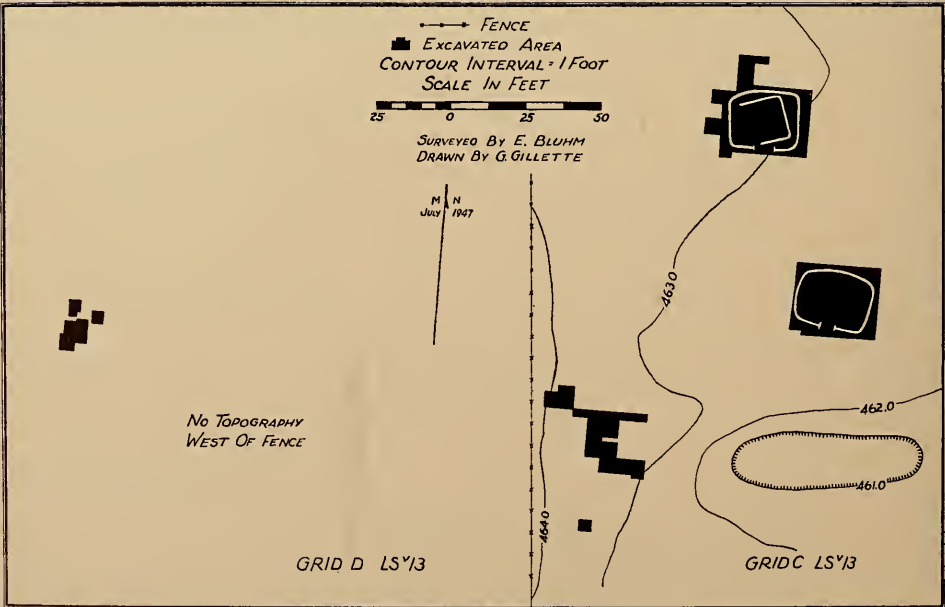 FENCE
EXCAVATED AREA
CONTOUR INTERVAL = 1 FOOT
SCALE IN FEET
25 0 25 50
SURVEYED BY E. BLUHM
DRAWN BY G. GILLETTE
M N
JULY 1947
463.0
NO TOPOGRAPHY
WEST OF FENCE
462.0
461.0
464.0
GRID D LSV13
GRID C LSV13